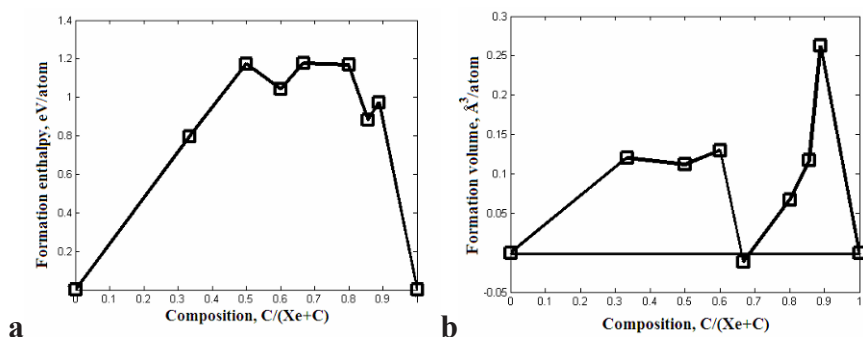 1.4
1.2
1
0.8
0.6
0.4
0.2
0 0.1 0.2 0.3 0.4 0.5 0.6 0.7 0.8 0.9 1
Formation enthalpy, eV/atom
Composition, C/(Xe+C)
a
0.3
0.25
0.2
0.15
0.1
0.05
0
-0.05
0 0.1 0.2 0.3 0.4 0.5 0.6 0.7 0.8 0.9 1
Formation volume, Å³/atom
Composition, C/(Xe+C)
b